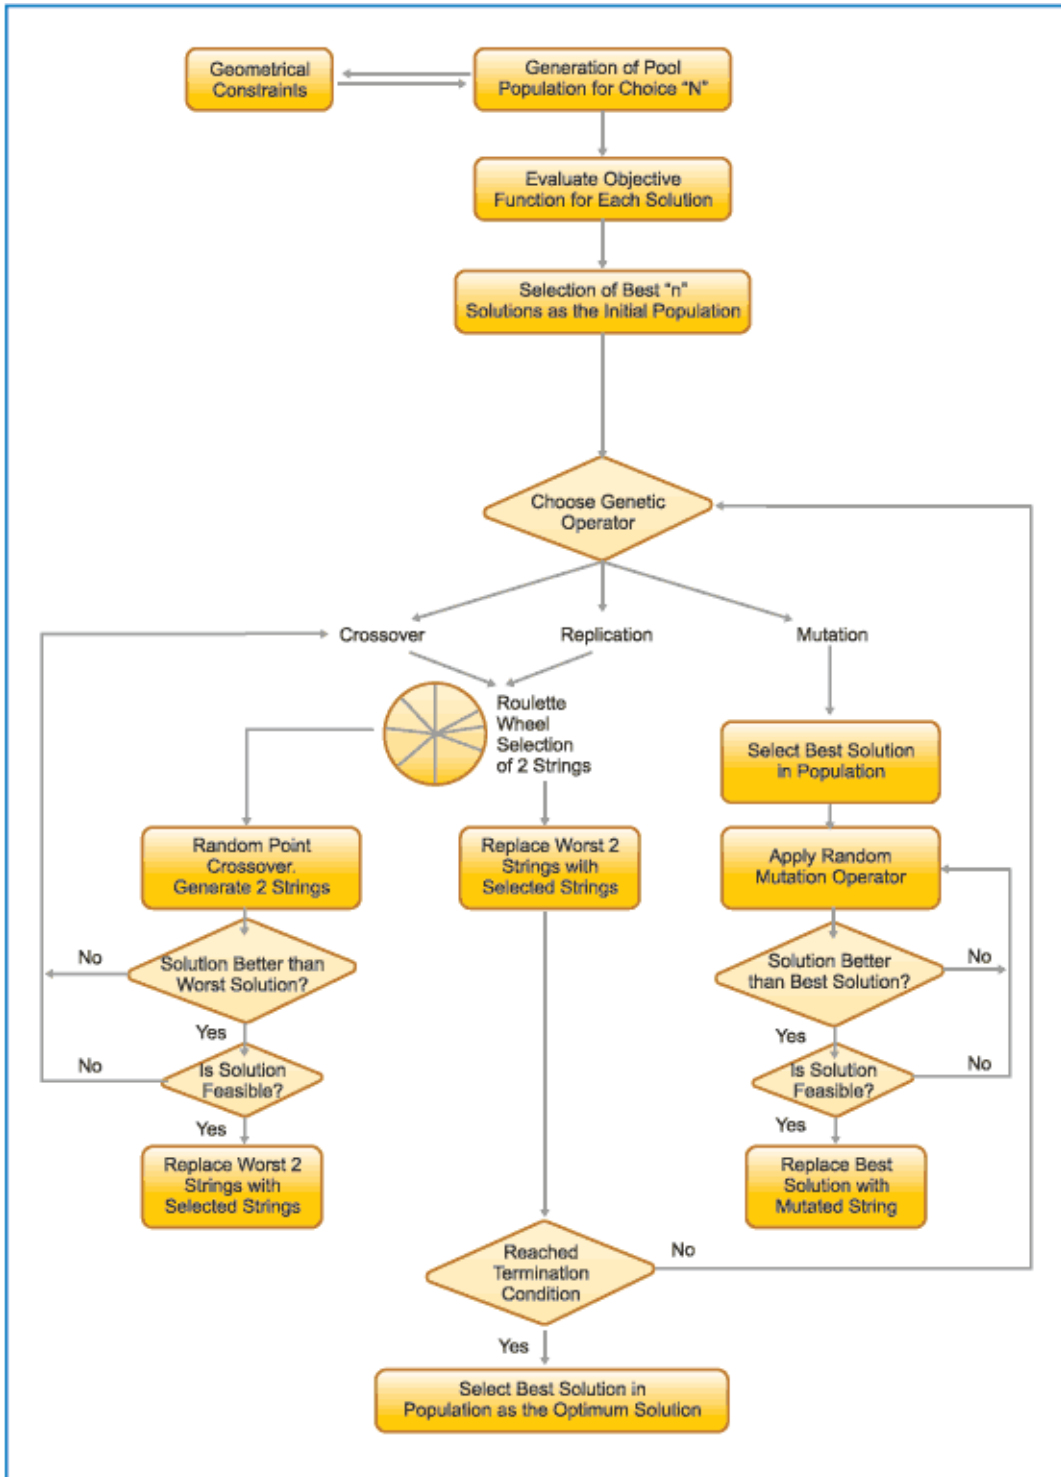 Geometrical
Constraints
Generation of Pool
Population for Choice "N"
Evaluate Objective
Function for Each Solution
Selection of Best "n"
Solutions as the Initial Population
Choose Genetic
Operator
Crossover
Replication
Mutation
Roulette
Wheel
Selection
of 2 Strings
Select Best Solution
in Population
Random Point
Crossover.
Generate 2 Strings
Replace Worst 2
Strings with
Selected Strings
Apply Random
Mutation Operator
No
Solution Better than
Worst Solution?
Solution Better
than Best Solution?
No
Yes
Yes
No
Is Solution
Feasible?
Is Solution
Feasible?
No
Yes
Yes
Replace Worst 2
Strings with
Selected Strings
Replace Best
Solution with
Mutated String
Reached
Termination
Condition
No
Yes
Select Best Solution in
Population as the Optimum Solution